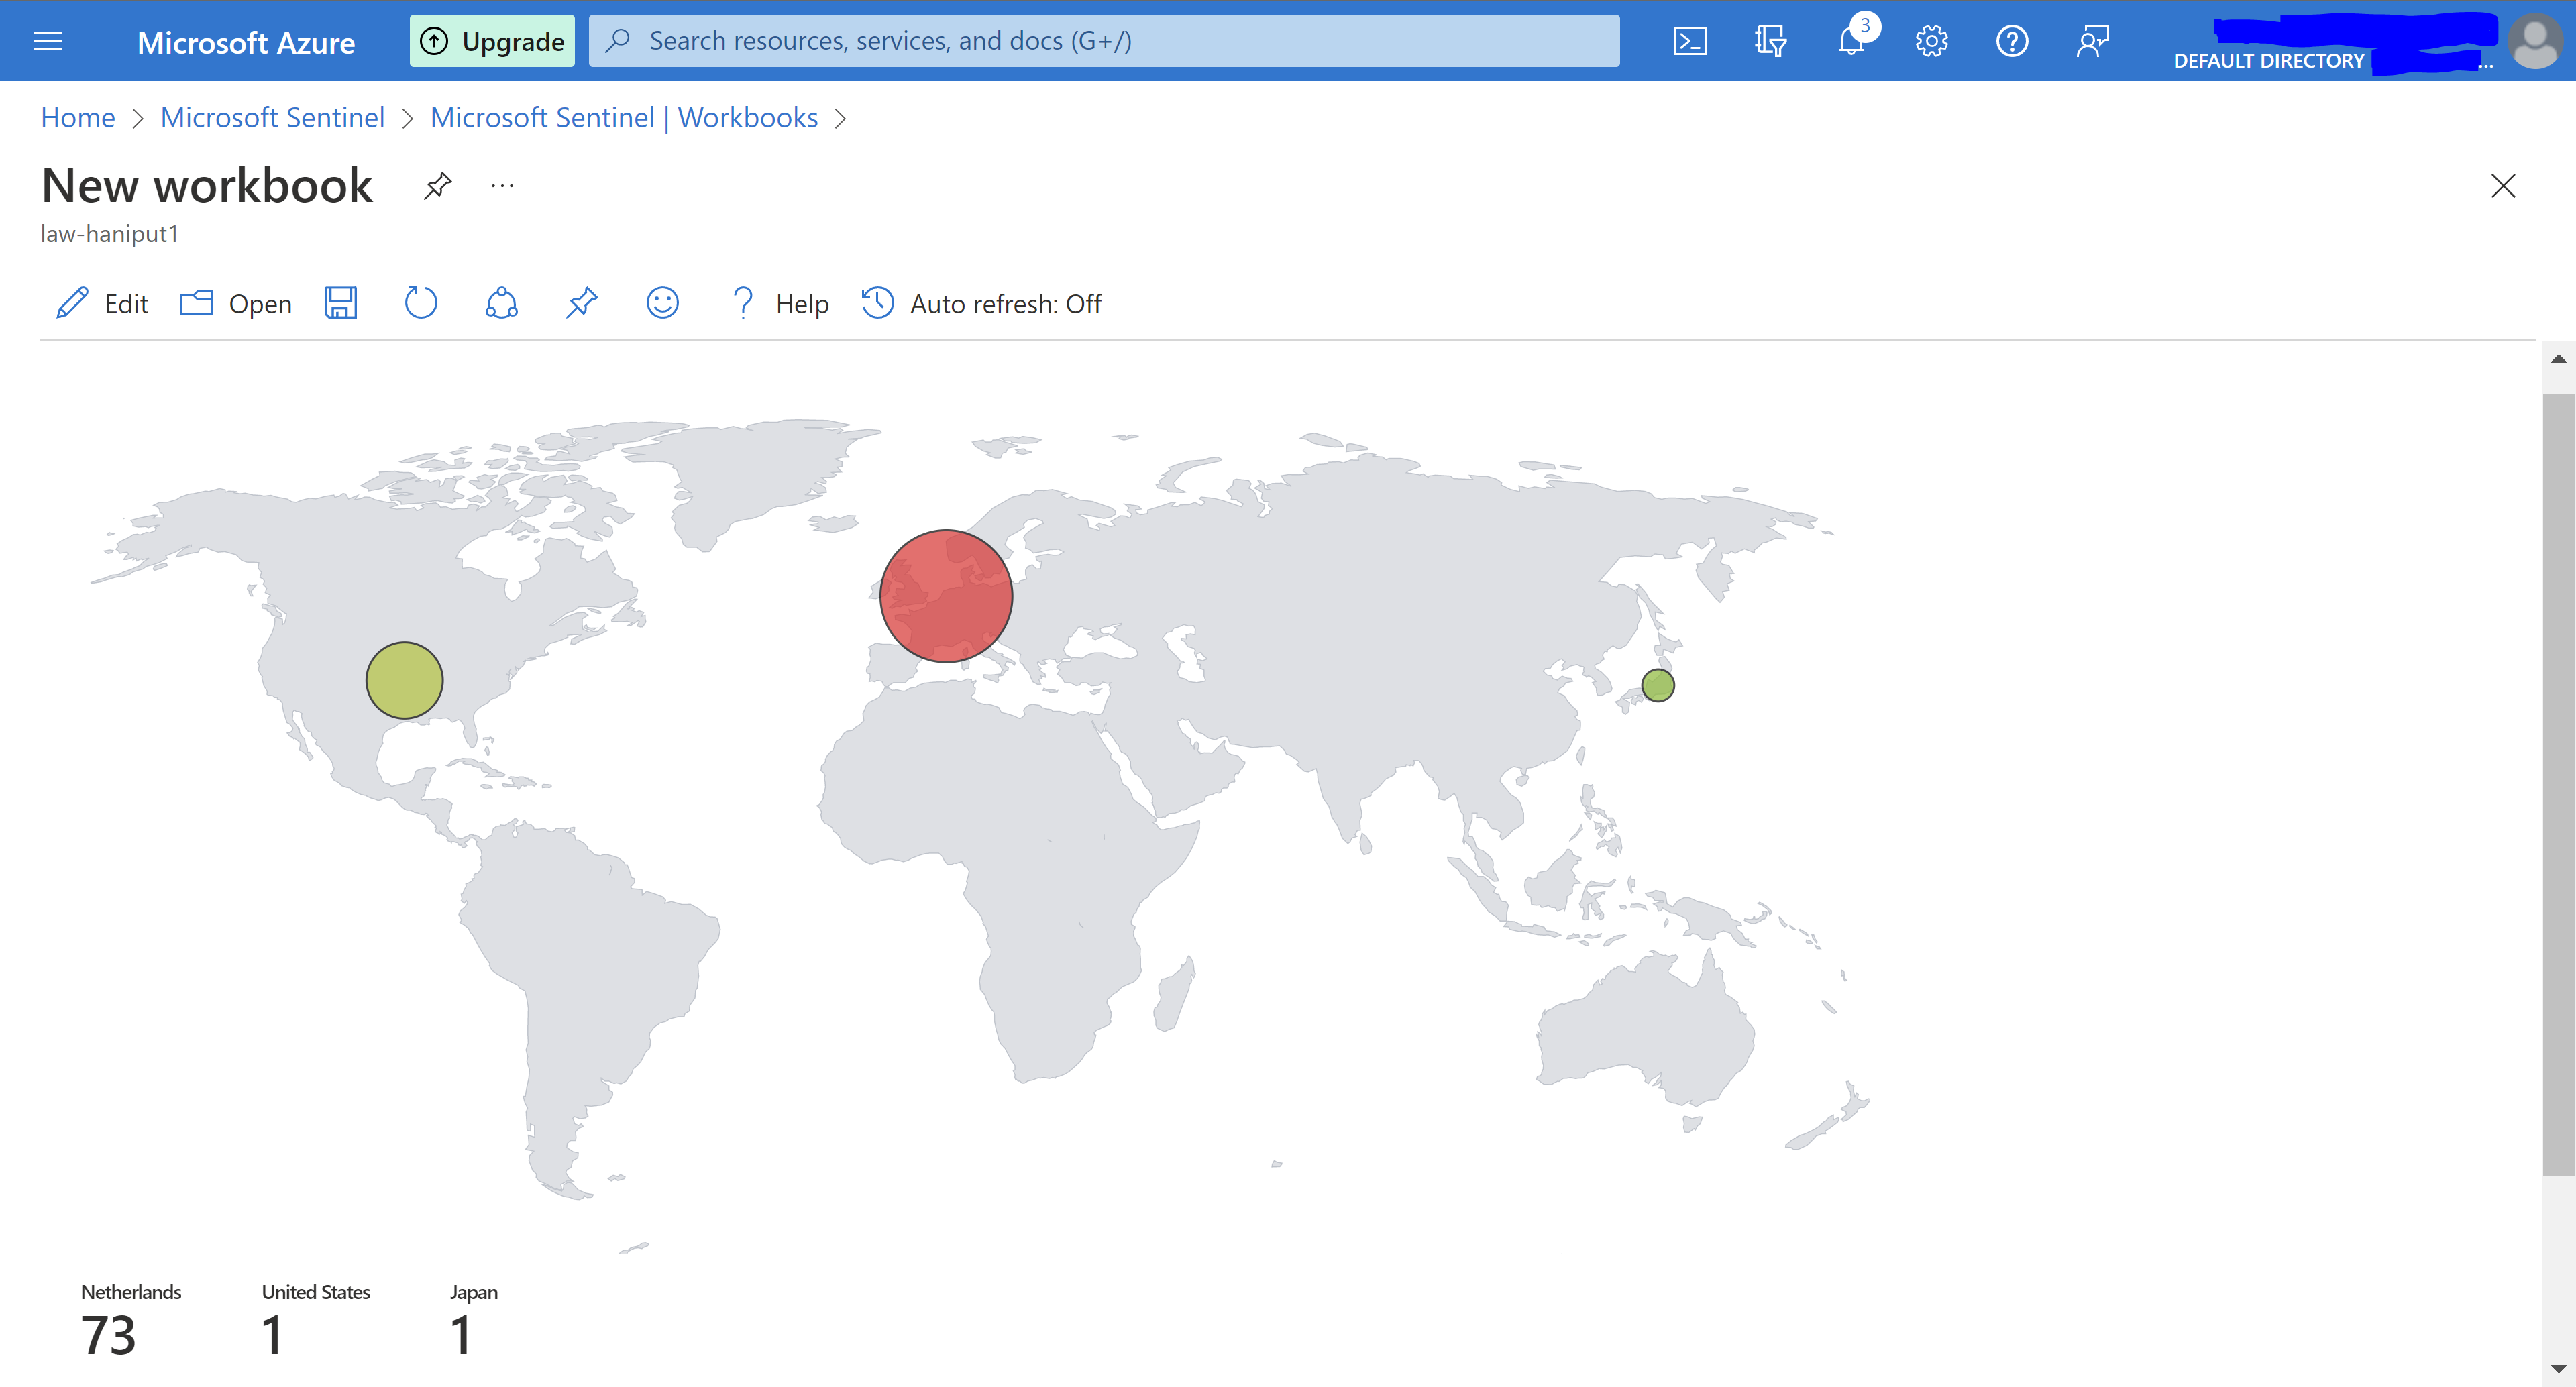 Microsoft Azure
Upgrade
Search resources, services, and docs (G+/)
3
DEFAULT DIRECTORY ...
Home > Microsoft Sentinel > Microsoft Sentinel | Workbooks >
New workbook ...
law-haniput1
Edit Open ? Help Auto refresh: Off
Netherlands United States Japan
73 1 1